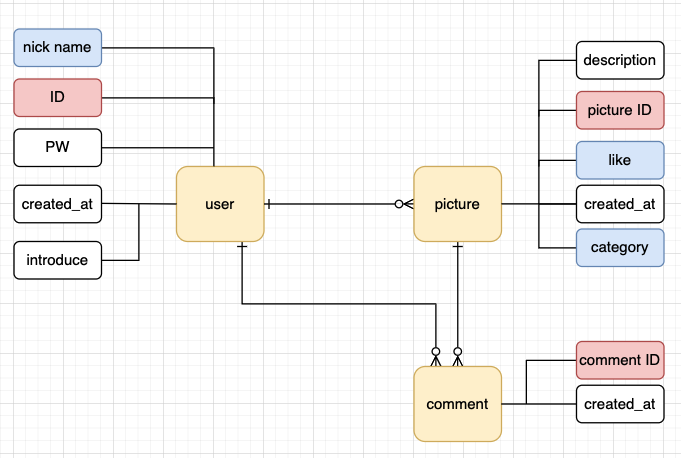 nick name
ID
PW
created_at
introduce
user
picture
description
picture ID
like
created_at
category
comment
comment ID
created_at